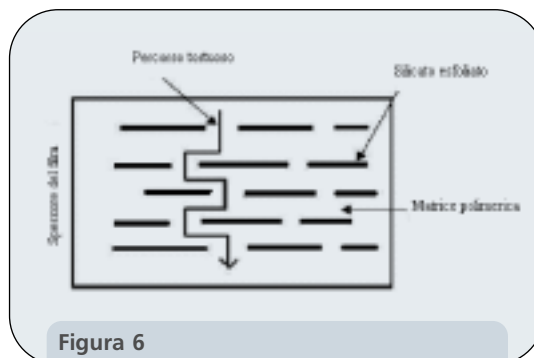 Percorso tortuoso
Silicato esfoliato
Spessore del film
Matrice polimerica
Figura 6